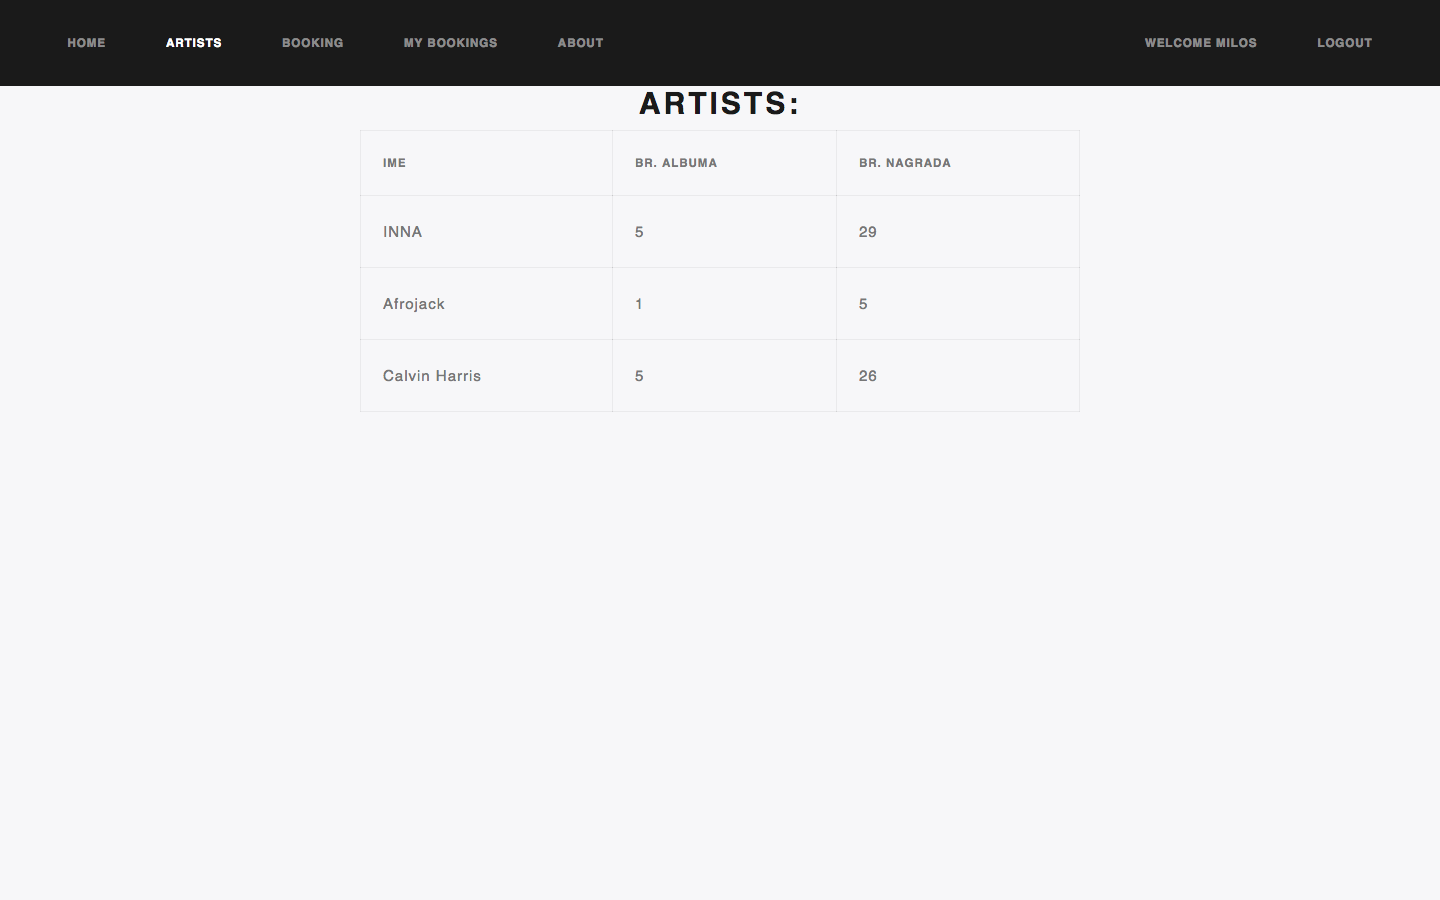 HOME ARTISTS BOOKING MY BOOKINGS ABOUT WELCOME MILOS LOGOUT
ARTISTS:
IME BR. ALBUMA BR. NAGRADA
INNA 5 29
Afrojack 1 5
Calvin Harris 5 26